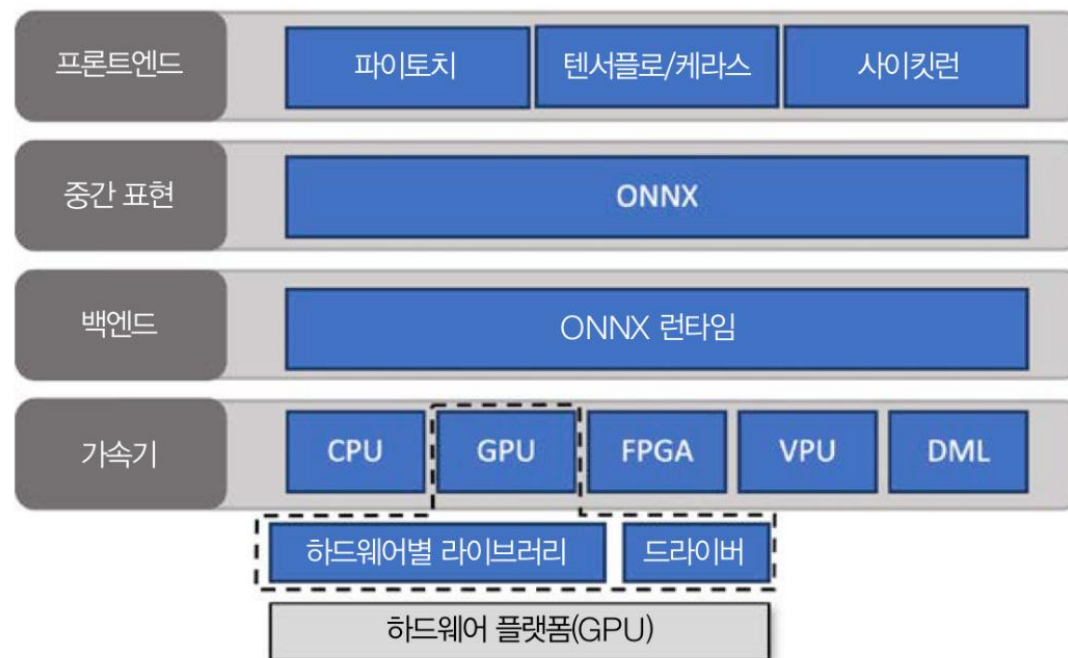 프론트엔드
파이토치
텐서플로/케라스
사이킷런
중간 표현
ONNX
백엔드
ONNX 런타임
가속기
CPU
GPU
FPGA
VPU
DML
하드웨어별 라이브러리
드라이버
하드웨어 플랫폼(GPU)